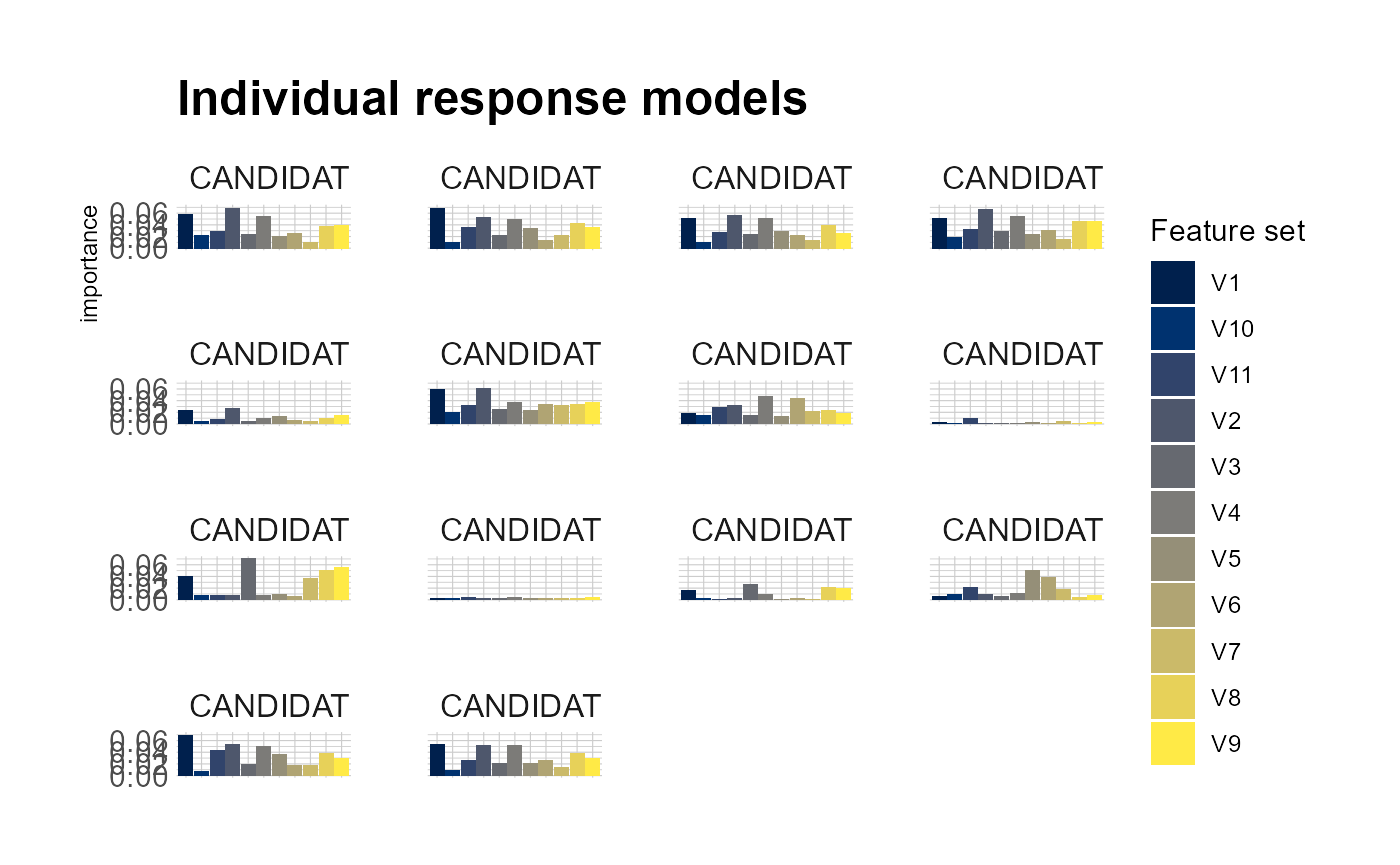 Individual response models
CANDIDAT CANDIDAT CANDIDAT CANDIDAT
importance
0.06
0.04
0.02
0.00
Feature set
V1
V10
V11
V2
V3
V4
V5
V6
V7
V8
V9
CANDIDAT CANDIDAT CANDIDAT CANDIDAT
0.06
0.04
0.02
0.00
CANDIDAT CANDIDAT CANDIDAT CANDIDAT
0.06
0.04
0.02
0.00
CANDIDAT CANDIDAT
0.06
0.04
0.02
0.00